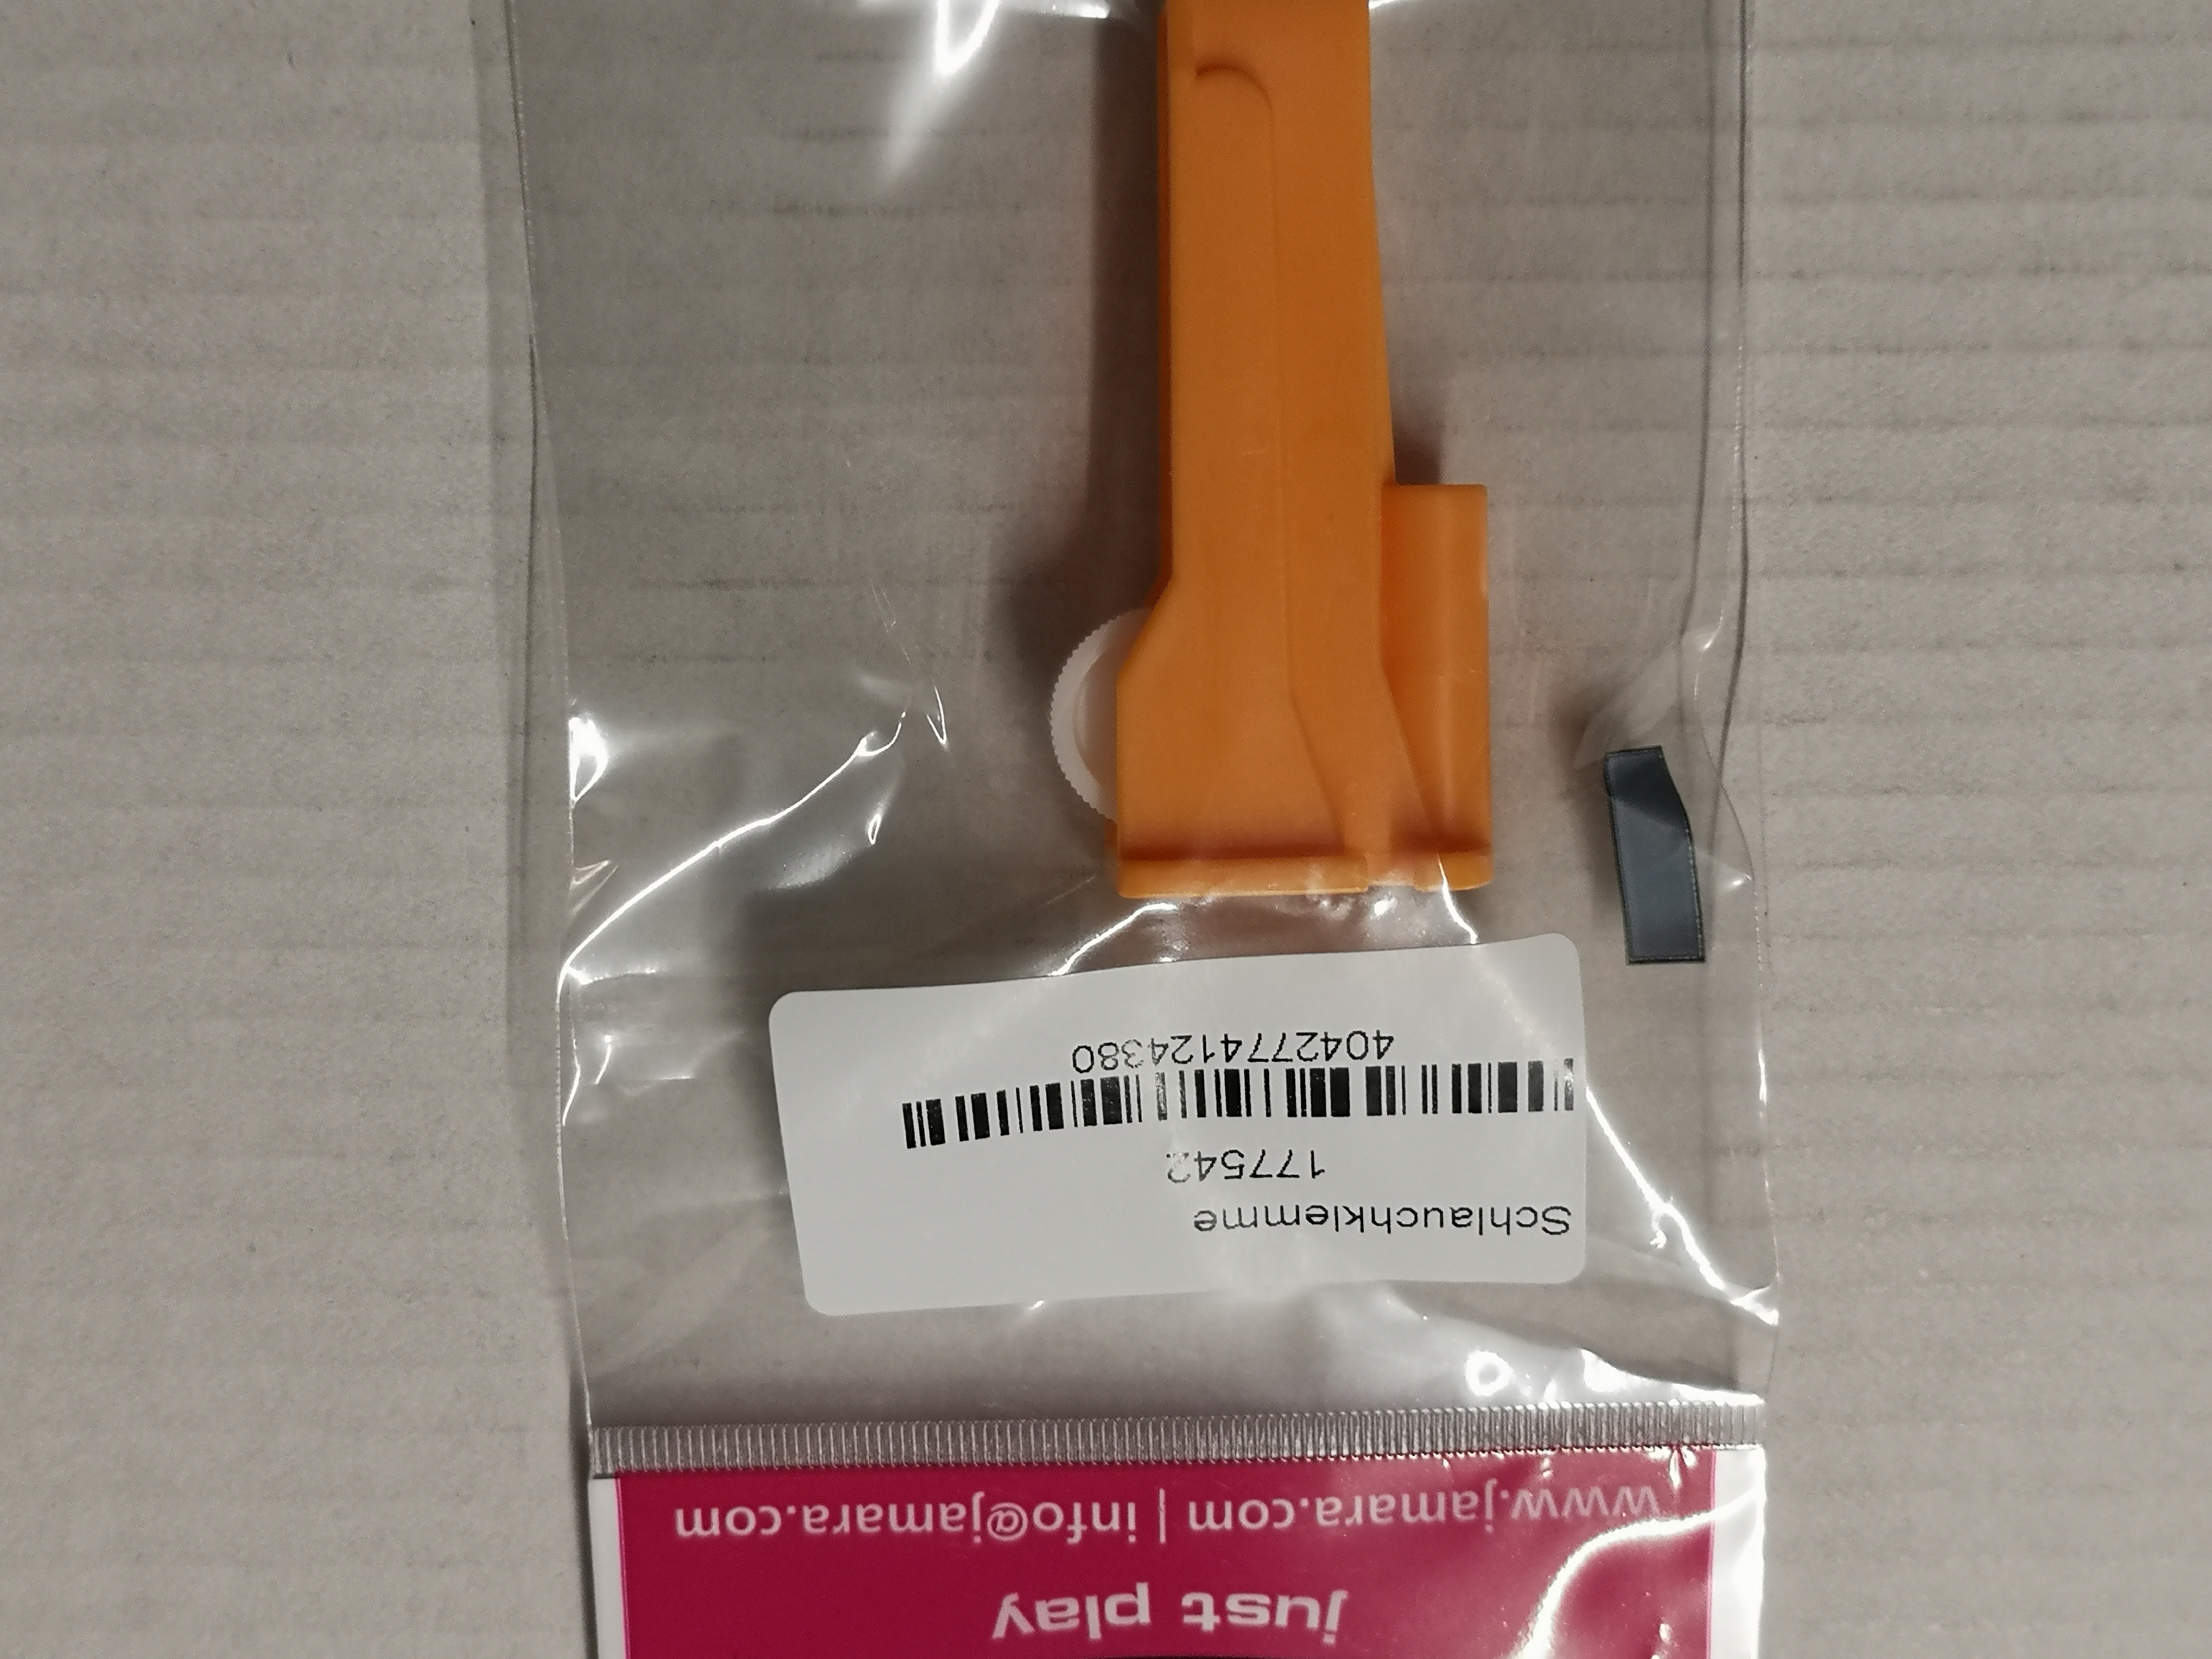 just play
www.jamara.com | info@jamara.com
Schlauchklemme
177542
4042774124380